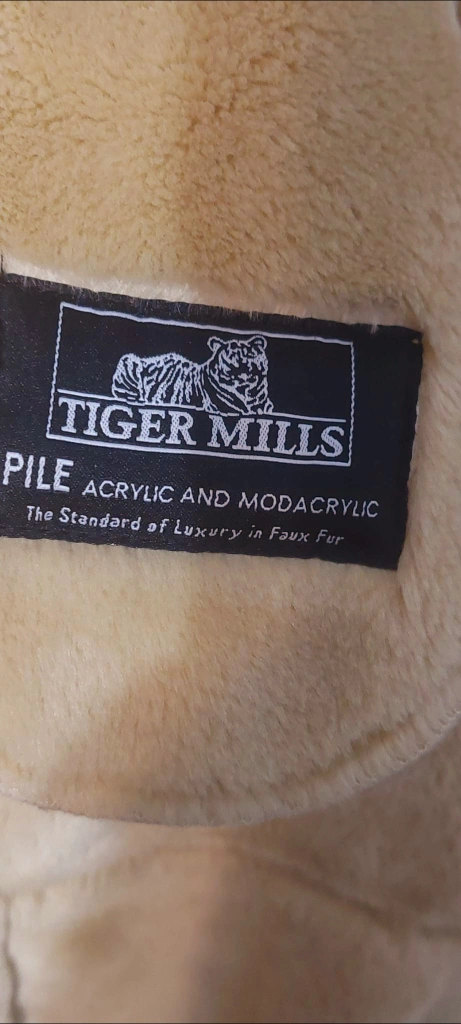 TIGER MILLS
PILE ACRYLIC AND MODACRYLIC
The Standard of Luxury in Faux Fur